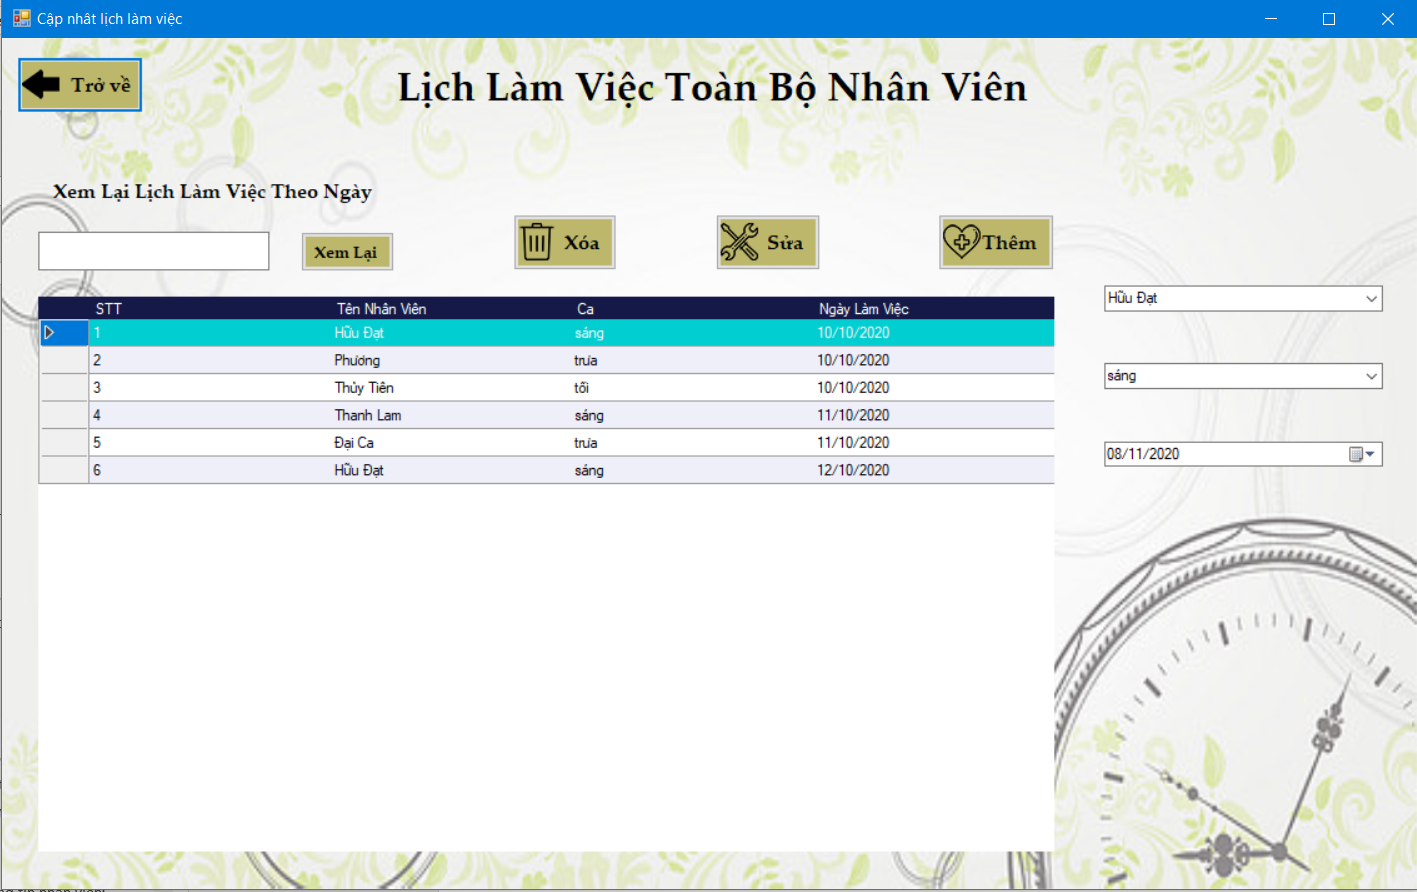 Cập nhât lịch làm việc
Trở về
Lịch Làm Việc Toàn Bộ Nhân Viên
Xem Lại Lịch Làm Việc Theo Ngày
Xem Lại
Xóa
Sửa
Thêm
STT Tên Nhân Viên Ca Ngày Làm Việc
1 Hữu Đạt sáng 10/10/2020
2 Phương trưa 10/10/2020
3 Thủy Tiên tối 10/10/2020
4 Thanh Lam sáng 11/10/2020
5 Đại Ca trưa 11/10/2020
6 Hữu Đạt sáng 12/10/2020
Hữu Đạt
sáng
08/11/2020